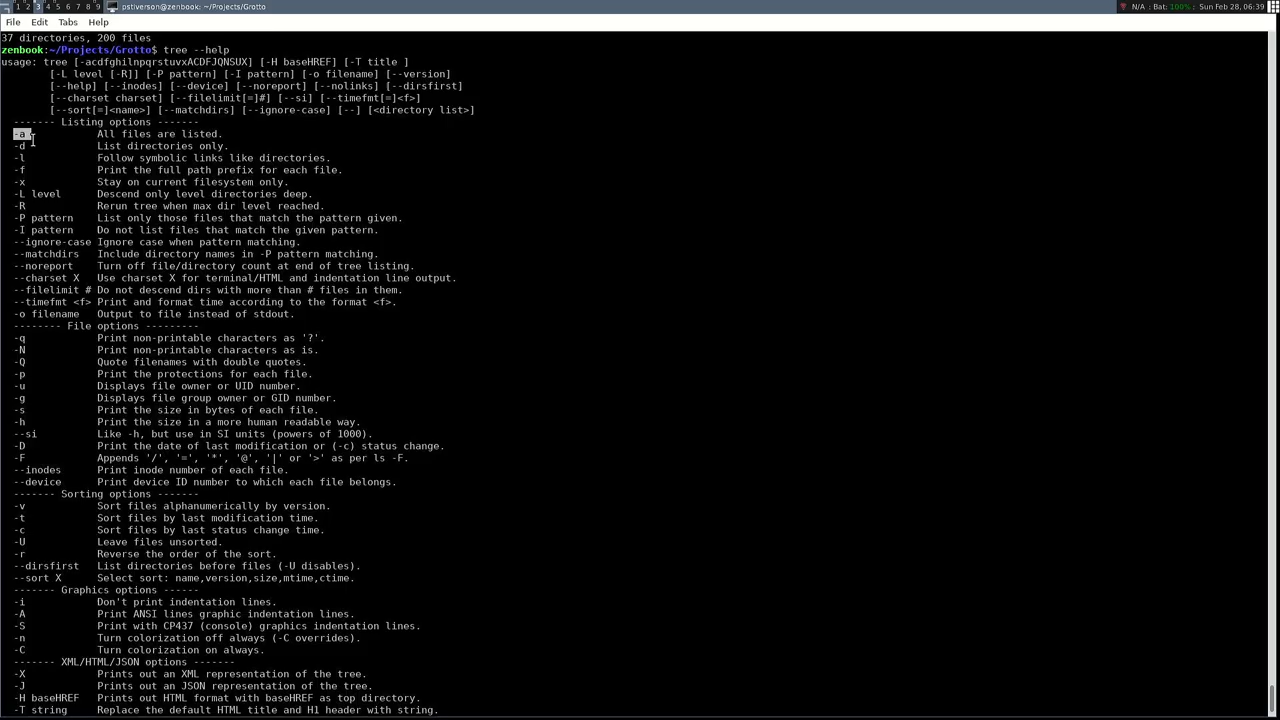 1 2 3 4 5 6 7 8 9 pstiverson@zenbook: ~/Projects/Grotto N/A : Bat: 100% ; Sun Feb 28, 06:39
File Edit Tabs Help
37 directories, 200 files
zenbook:~/Projects/Grotto$ tree --help
usage: tree [-acdfghilnpqrstuvxACDFJQNSUX] [-H baseHREF] [-T title ]
[-L level [-R]] [-P pattern] [-I pattern] [-o filename] [--version]
[--help] [--inodes] [--device] [--noreport] [--nolinks] [--dirsfirst]
[--charset charset] [--filelimit[=]#] [--si] [--timefmt[=]<f>]
[--sort[=]<name>] [--matchdirs] [--ignore-case] [--] [<directory list>]
------- Listing options -------
-a All files are listed.
-d List directories only.
-l Follow symbolic links like directories.
-f Print the full path prefix for each file.
-x Stay on current filesystem only.
-L level Descend only level directories deep.
-R Rerun tree when max dir level reached.
-P pattern List only those files that match the pattern given.
-I pattern Do not list files that match the given pattern.
--ignore-case Ignore case when pattern matching.
--matchdirs Include directory names in -P pattern matching.
--noreport Turn off file/directory count at end of tree listing.
--charset X Use charset X for terminal/HTML and indentation line output.
--filelimit # Do not descend dirs with more than # files in them.
--timefmt <f> Print and format time according to the format <f>.
-o filename Output to file instead of stdout.
-------- File options ---------
-q Print non-printable characters as '?'.
-N Print non-printable characters as is.
-Q Quote filenames with double quotes.
-p Print the protections for each file.
-u Displays file owner or UID number.
-g Displays file group owner or GID number.
-s Print the size in bytes of each file.
-h Print the size in a more human readable way.
--si Like -h, but use in SI units (powers of 1000).
-D Print the date of last modification or (-c) status change.
-F Appends '/', '=', '*', '@', '|' or '>' as per ls -F.
--inodes Print inode number of each file.
--device Print device ID number to which each file belongs.
------- Sorting options -------
-v Sort files alphanumerically by version.
-t Sort files by last modification time.
-c Sort files by last status change time.
-U Leave files unsorted.
-r Reverse the order of the sort.
--dirsfirst List directories before files (-U disables).
--sort X Select sort: name,version,size,mtime,ctime.
------- Graphics options ------
-i Don't print indentation lines.
-A Print ANSI lines graphic indentation lines.
-S Print with CP437 (console) graphics indentation lines.
-n Turn colorization off always (-C overrides).
-C Turn colorization on always.
------- XML/HTML/JSON options -------
-X Prints out an XML representation of the tree.
-J Prints out an JSON representation of the tree.
-H baseHREF Prints out HTML format with baseHREF as top directory.
-T string Replace the default HTML title and H1 header with string.